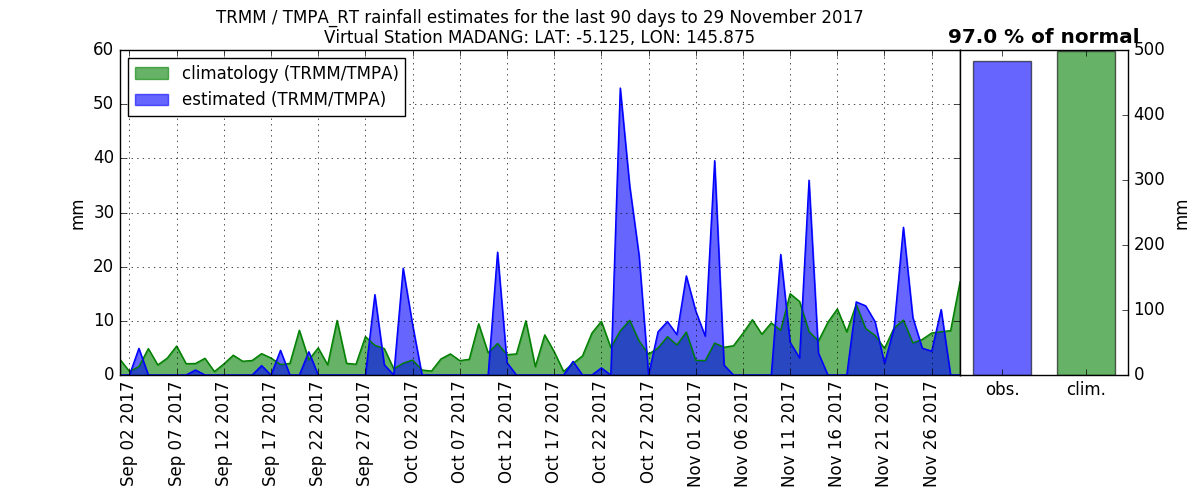 TRMM / TMPA_RT rainfall estimates for the last 90 days to 29 November 2017
Virtual Station MADANG: LAT: -5.125, LON: 145.875
97.0 % of normal
climatology (TRMM/TMPA)
estimated (TRMM/TMPA)
60
50
40
30
20
10
0
mm
Sep 02 2017
Sep 07 2017
Sep 12 2017
Sep 17 2017
Sep 22 2017
Sep 27 2017
Oct 02 2017
Oct 07 2017
Oct 12 2017
Oct 17 2017
Oct 22 2017
Oct 27 2017
Nov 01 2017
Nov 06 2017
Nov 11 2017
Nov 16 2017
Nov 21 2017
Nov 26 2017
obs.
clim.
500
400
300
200
100
0
mm